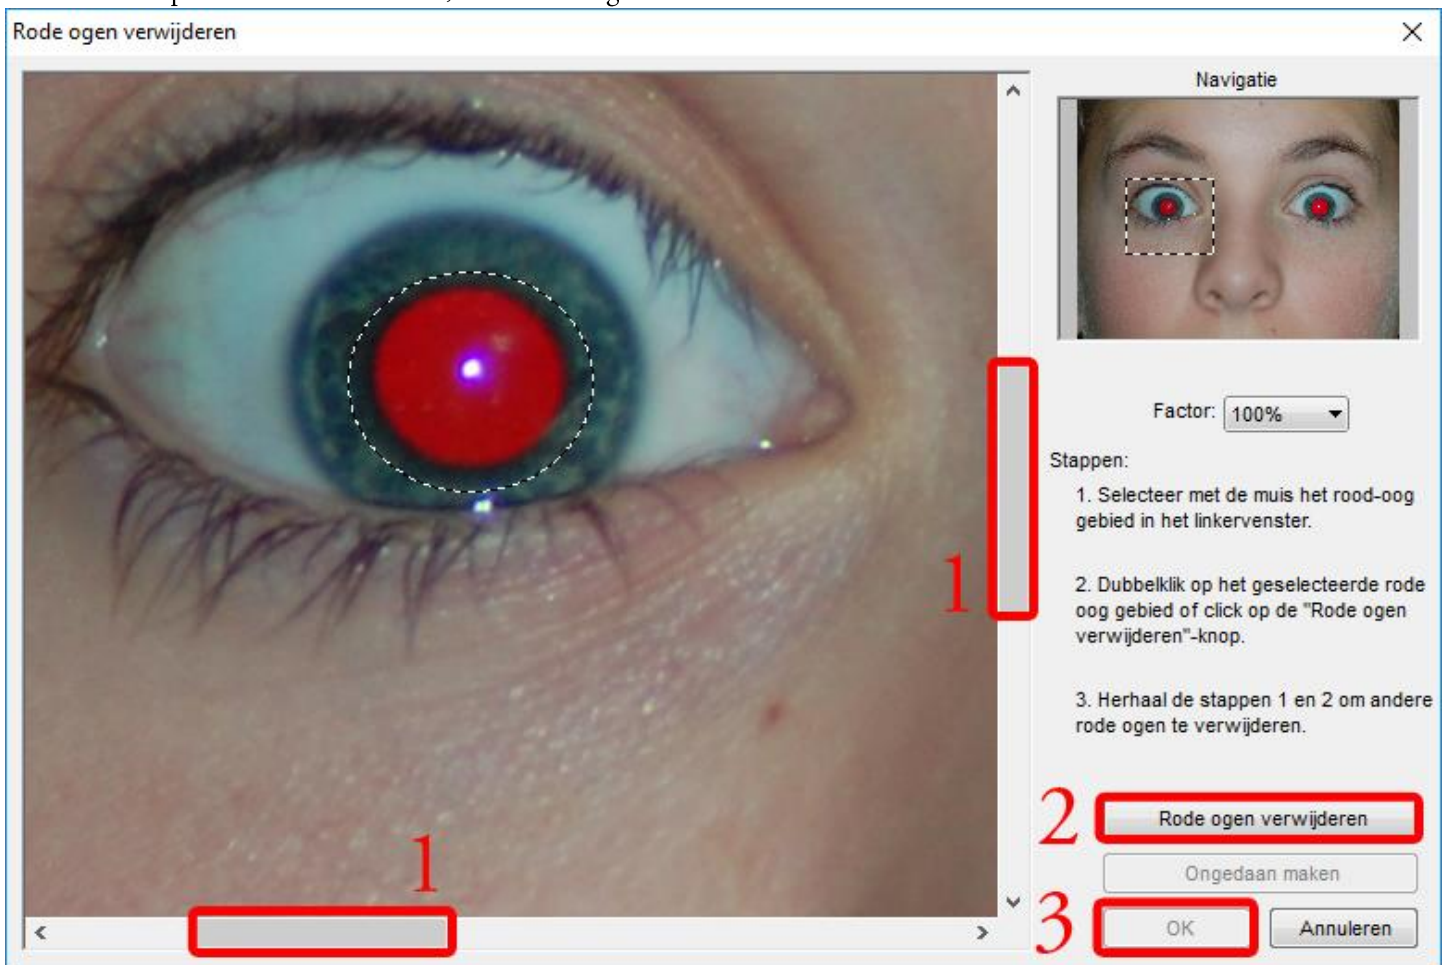 Rode ogen verwijderen
Navigatie
Factor: 100%
Stappen:
1. Selecteer met de muis het rood-oog
gebied in het linkervenster.
2. Dubbelklik op het geselecteerde rode
oog gebied of click op de "Rode ogen
verwijderen"-knop.
3. Herhaal de stappen 1 en 2 om andere
rode ogen te verwijderen.
1
1
2
Rode ogen verwijderen
Ongedaan maken
3
OK
Annuleren